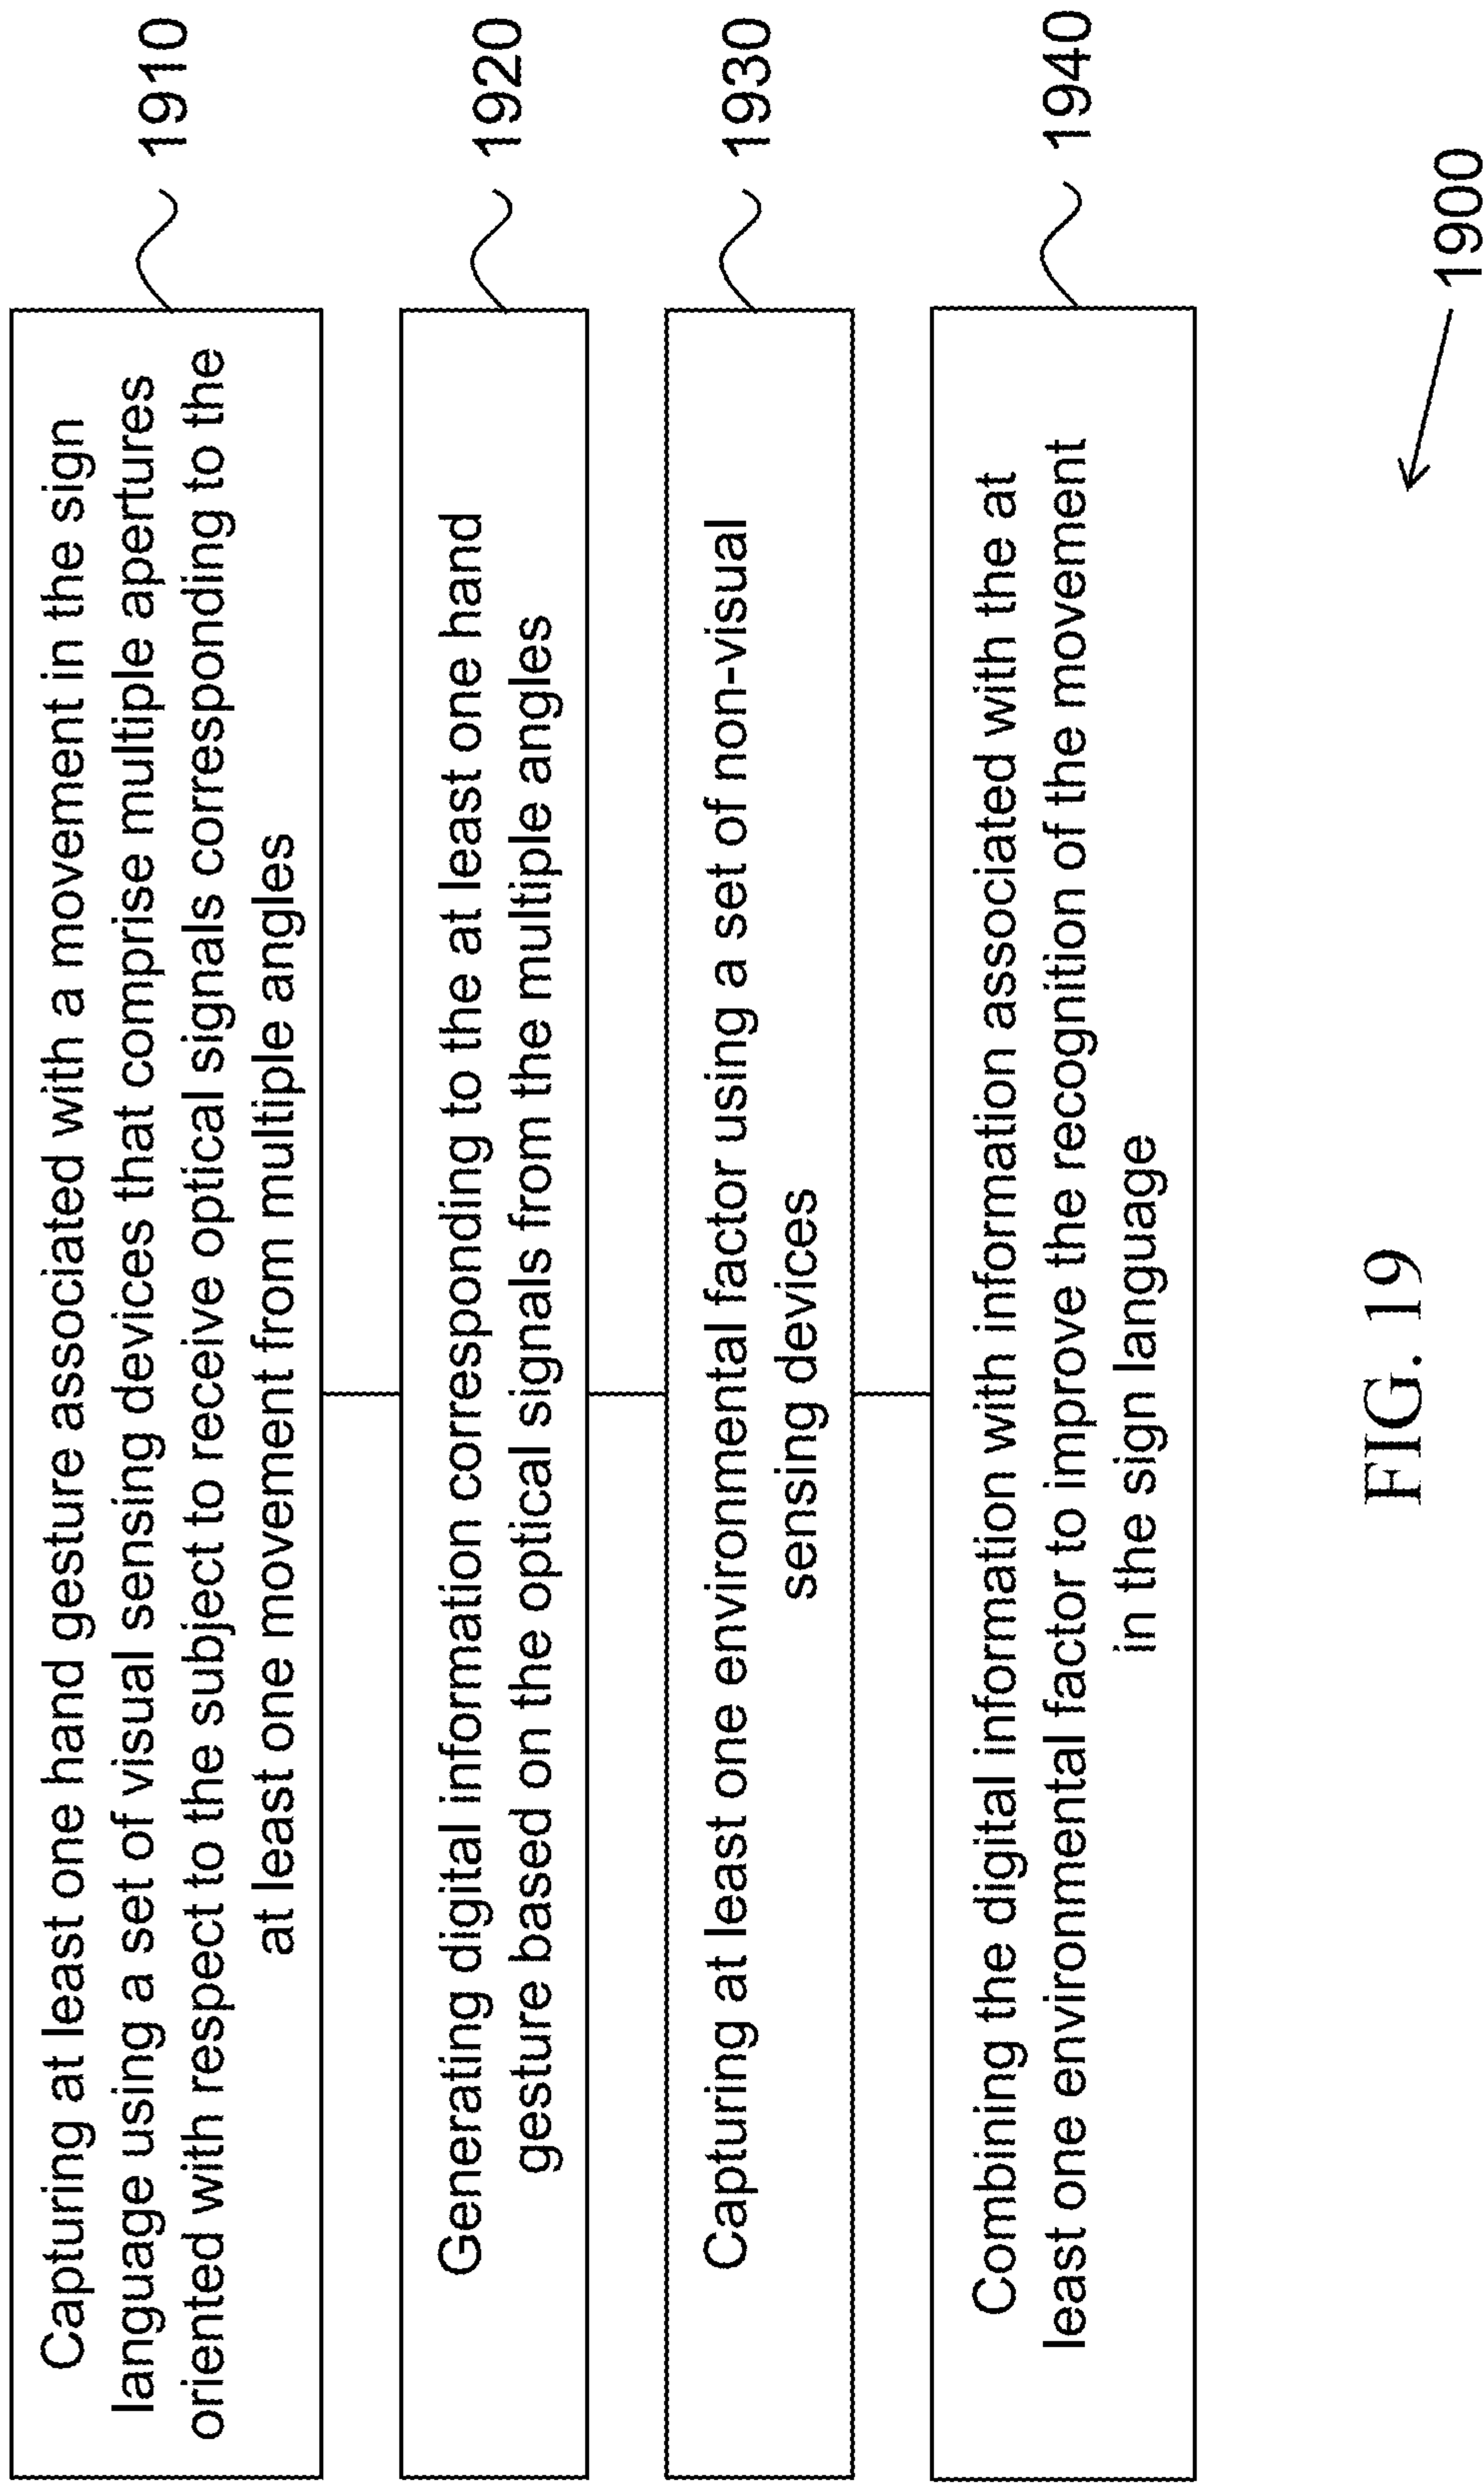 Capturing at least one hand gesture associated with a movement in the sign
language using a set of visual sensing devices that comprise multiple apertures
oriented with respect to the subject to receive optical signals corresponding to the
at least one movement from multiple angles
1910
Generating digital information corresponding to the at least one hand
gesture based on the optical signals from the multiple angles
1920
Capturing at least one environmental factor using a set of non-visual
sensing devices
1930
Combining the digital information with information associated with the at
least one environmental factor to improve the recognition of the movement
in the sign language
1940
1900
FIG. 19